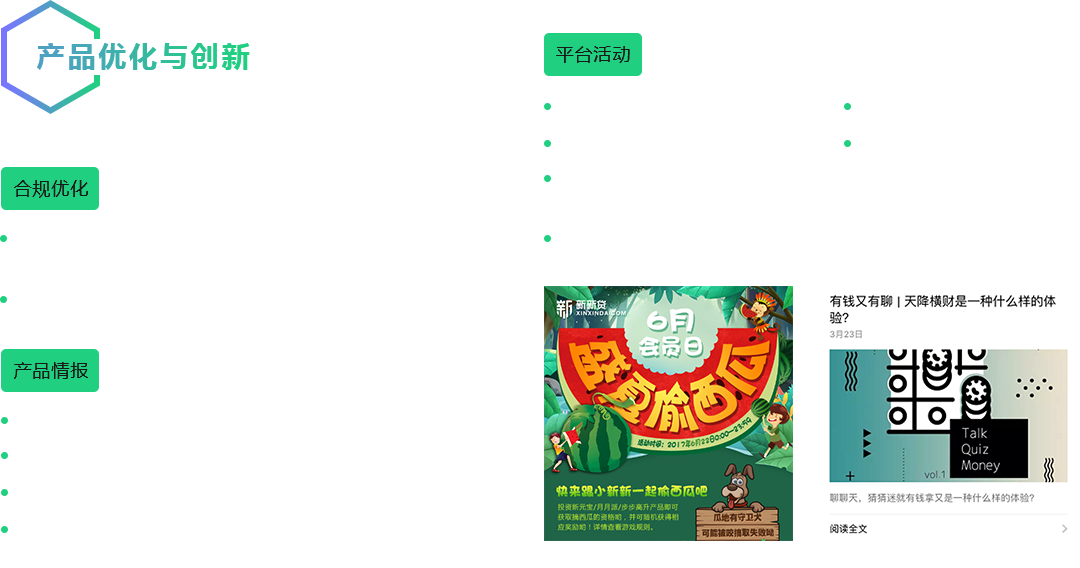 产品优化与创新
合规优化
产品情报
平台活动
新 新新贷
XINXINDAI.COM
6月
会员日
盛夏偷西瓜
活动时间：2017年6月22日0:00—23:59
快来跟小新新一起偷西瓜吧
投资新元宝/月月派/步步高升产品即可
获取摘西瓜的资格哟，并可随机获得相
应奖励哟！详情查看游戏规则。
瓜地有守卫犬
可能被咬摘取失败呦
有钱又有聊 | 天降横财是一种什么样的体
验？
3月23日
Talk
Quiz
Money
vol.1
聊聊天，猜猜迷就有钱拿又是一种什么样的体验？
阅读全文